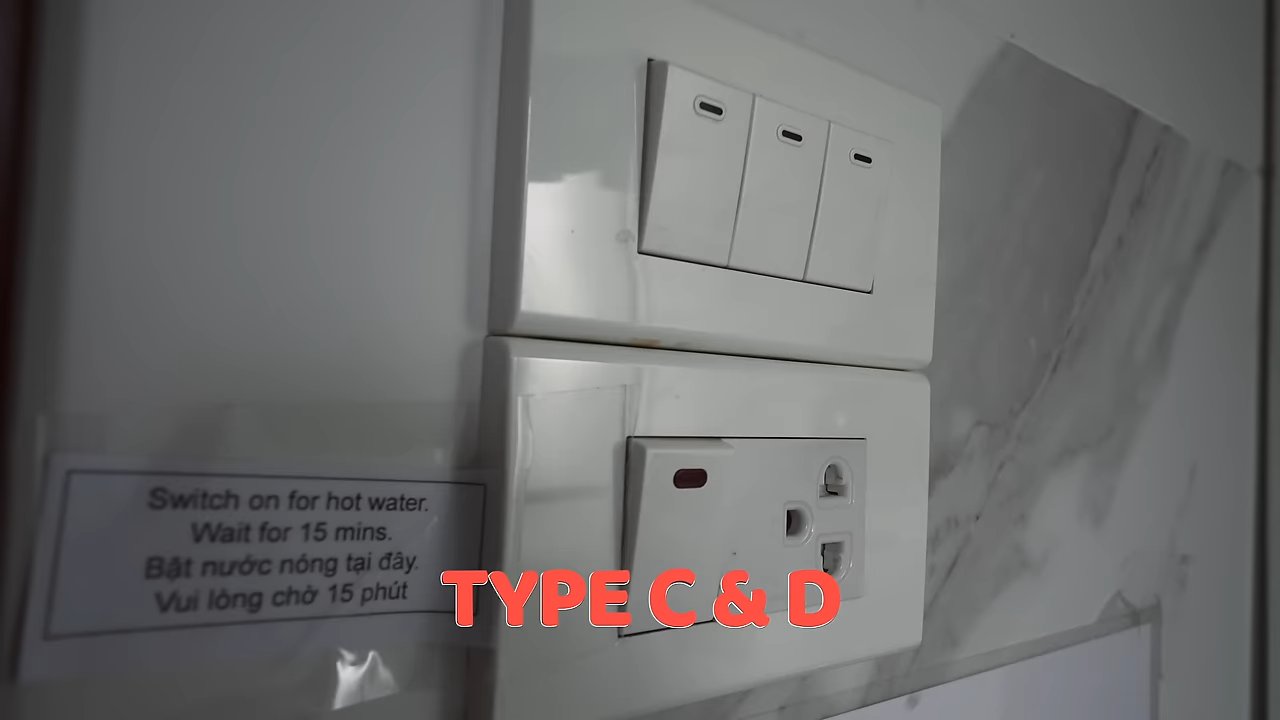 Switch on for hot water.
Wait for 15 mins.
Bật nước nóng tại đây.
Vui lòng chờ 15 phút
TYPE C & D